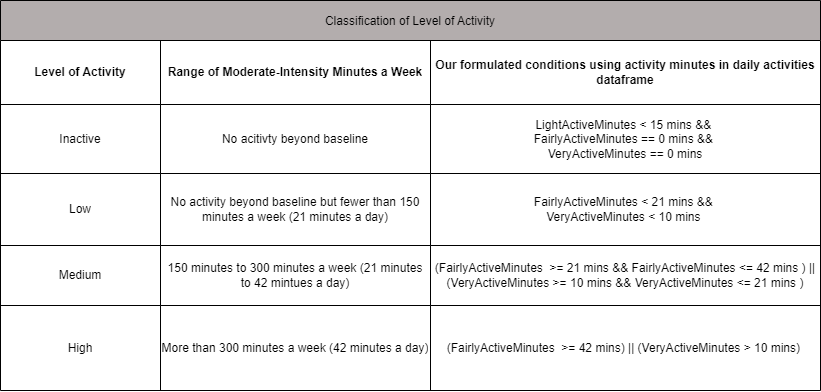 Classification of Level of Activity
Level of Activity
Range of Moderate-Intensity Minutes a Week
Our formulated conditions using activity minutes in daily activities
dataframe
Inactive
No acitivty beyond baseline
LightActiveMinutes < 15 mins &&
FairlyActiveMinutes == 0 mins &&
VeryActiveMinutes == 0 mins
Low
No activity beyond baseline but fewer than 150
minutes a week (21 minutes a day)
FairlyActiveMinutes < 21 mins &&
VeryActiveMinutes < 10 mins
Medium
150 minutes to 300 minutes a week (21 minutes
to 42 mintues a day)
(FairlyActiveMinutes  >= 21 mins && FairlyActiveMinutes <= 42 mins ) ||
(VeryActiveMinutes >= 10 mins && VeryActiveMinutes <= 21 mins )
High
More than 300 minutes a week (42 minutes a day)
(FairlyActiveMinutes  >= 42 mins) || (VeryActiveMinutes > 10 mins)